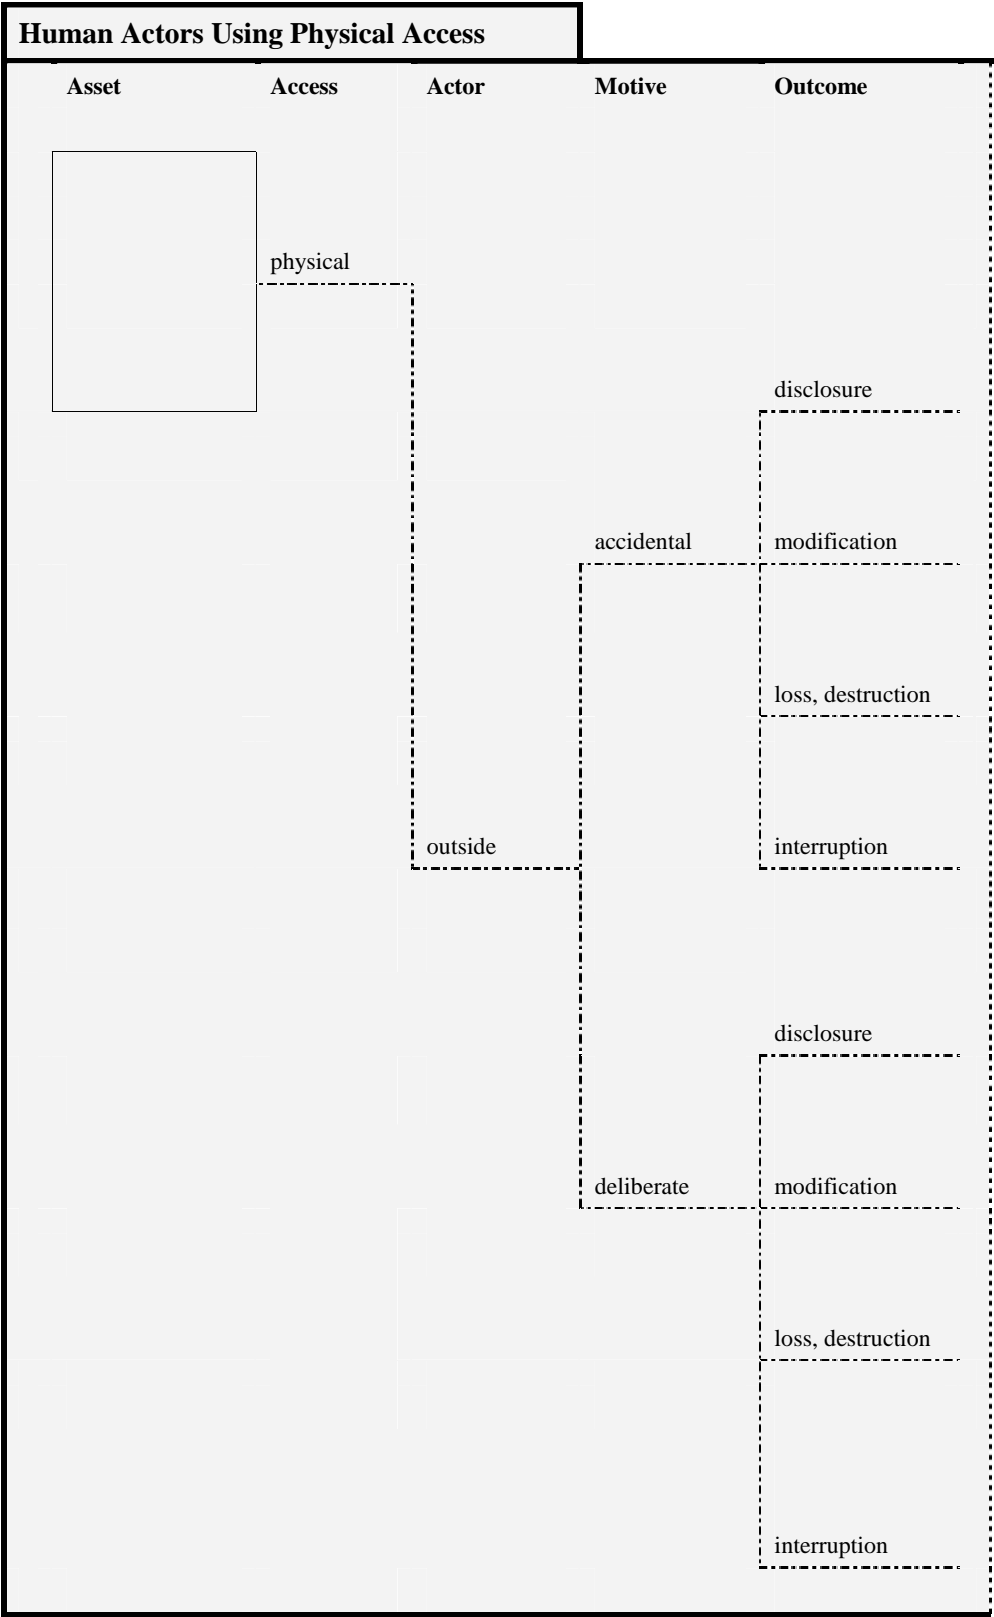 Human Actors Using Physical Access
Asset Access Actor Motive Outcome
physical
disclosure
accidental modification
loss, destruction
outside interruption
disclosure
deliberate modification
loss, destruction
interruption